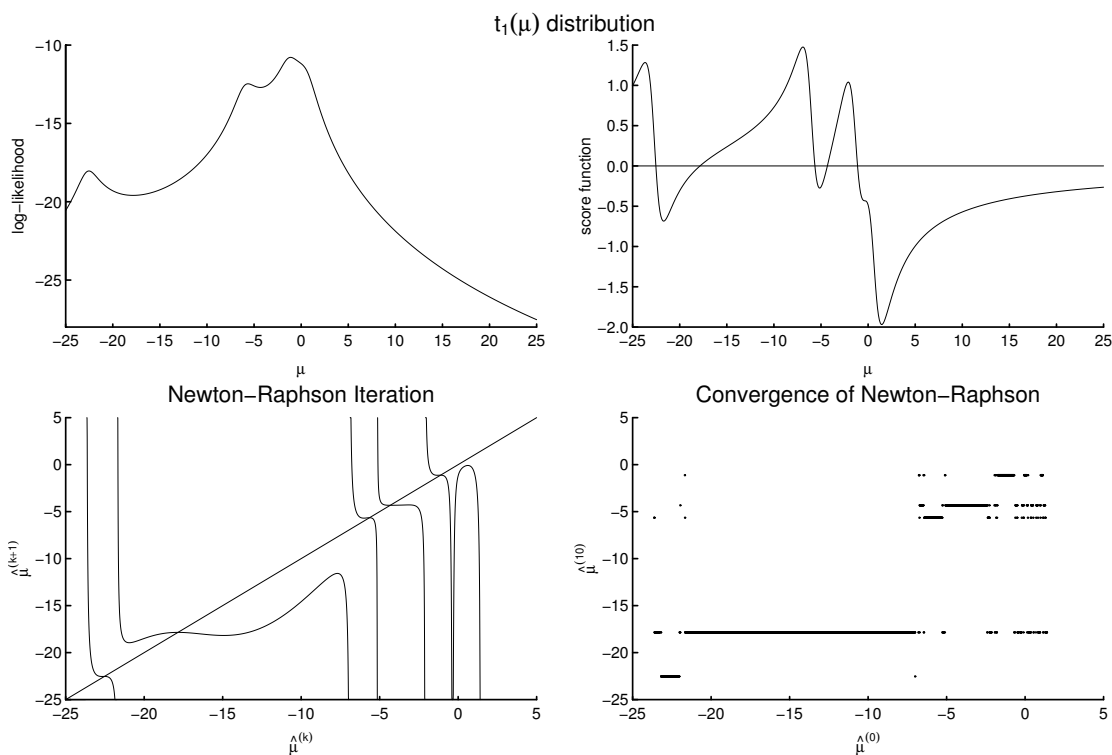 t₁(μ) distribution
log−likelihood
−10
−15
−20
−25
−25 −20 −15 −10 −5 0 5 10 15 20 25
μ
score function
1.5
1.0
0.5
0.0
−0.5
−1.0
−1.5
−2.0
−25 −20 −15 −10 −5 0 5 10 15 20 25
μ
Newton−Raphson Iteration
μ̂⁽ᵏ⁺¹⁾
5
0
−5
−10
−15
−20
−25
−25 −20 −15 −10 −5 0 5
μ̂⁽ᵏ⁾
Convergence of Newton−Raphson
μ̂⁽¹⁰⁾
5
0
−5
−10
−15
−20
−25
−25 −20 −15 −10 −5 0 5
μ̂⁽⁰⁾